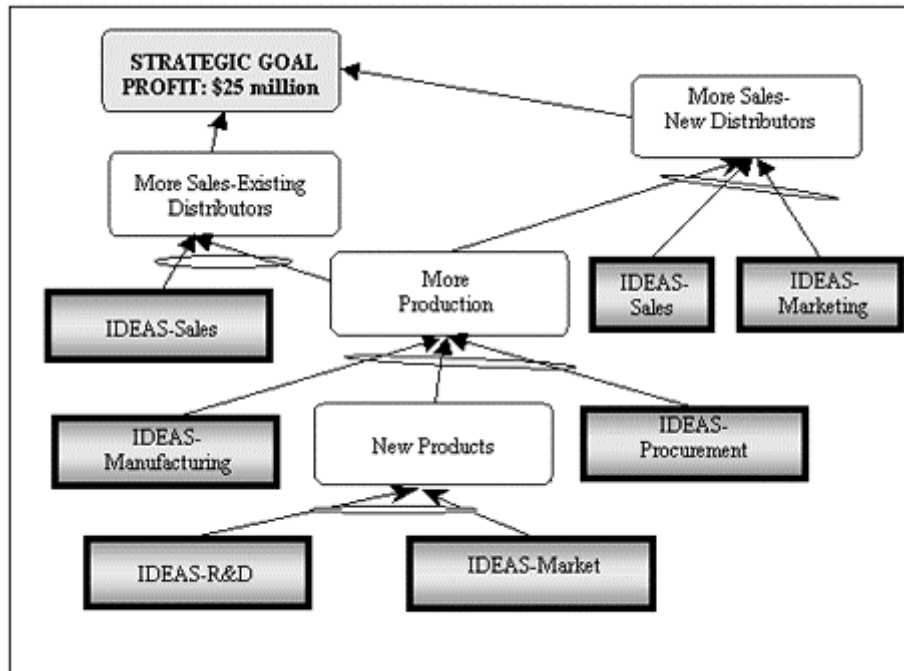 STRATEGIC GOAL
PROFIT: $25 million
More Sales-
New Distributors
More Sales-Existing
Distributors
More
Production
IDEAS-
Sales
IDEAS-
Marketing
IDEAS-Sales
IDEAS-
Manufacturing
New Products
IDEAS-
Procurement
IDEAS-R&D
IDEAS-Market